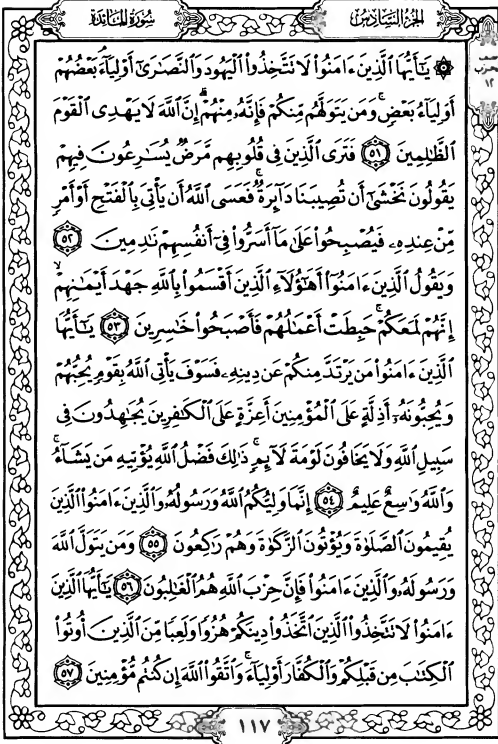 الجزء السادس
سورة المائدة
۞ يَٰٓأَيُّهَا ٱلَّذِينَ ءَامَنُوا۟ لَا تَتَّخِذُوا۟ ٱلْيَهُودَ وَٱلنَّصَٰرَىٰٓ أَوْلِيَآءَ ۘ بَعْضُهُمْ
أَوْلِيَآءُ بَعْضٍ ۚ وَمَن يَتَوَلَّهُم مِّنكُمْ فَإِنَّهُۥ مِنْهُمْ ۗ إِنَّ ٱللَّهَ لَا يَهْدِى ٱلْقَوْمَ
ٱلظَّٰلِمِينَ ٥١ فَتَرَى ٱلَّذِينَ فِى قُلُوبِهِم مَّرَضٌ يُسَٰرِعُونَ فِيهِمْ
يَقُولُونَ نَخْشَىٰٓ أَن تُصِيبَنَا دَآئِرَةٌ ۚ فَعَسَى ٱللَّهُ أَن يَأْتِىَ بِٱلْفَتْحِ أَوْ أَمْرٍ
مِّنْ عِندِهِۦ فَيُصْبِحُوا۟ عَلَىٰ مَآ أَسَرُّوا۟ فِىٓ أَنفُسِهِمْ نَٰدِمِينَ ٥٢
وَيَقُولُ ٱلَّذِينَ ءَامَنُوٓا۟ أَهَٰٓؤُلَآءِ ٱلَّذِينَ أَقْسَمُوا۟ بِٱللَّهِ جَهْدَ أَيْمَٰنِهِمْ ۙ
إِنَّهُمْ لَمَعَكُمْ ۚ حَبِطَتْ أَعْمَٰلُهُمْ فَأَصْبَحُوا۟ خَٰسِرِينَ ٥٣ يَٰٓأَيُّهَا
ٱلَّذِينَ ءَامَنُوا۟ مَن يَرْتَدَّ مِنكُمْ عَن دِينِهِۦ فَسَوْفَ يَأْتِى ٱللَّهُ بِقَوْمٍ يُحِبُّهُمْ
وَيُحِبُّونَهُۥٓ أَذِلَّةٍ عَلَى ٱلْمُؤْمِنِينَ أَعِزَّةٍ عَلَى ٱلْكَٰفِرِينَ يُجَٰهِدُونَ فِى
سَبِيلِ ٱللَّهِ وَلَا يَخَافُونَ لَوْمَةَ لَآئِمٍ ۚ ذَٰلِكَ فَضْلُ ٱللَّهِ يُؤْتِيهِ مَن يَشَآءُ ۚ
وَٱللَّهُ وَٰسِعٌ عَلِيمٌ ٥٤ إِنَّمَا وَلِيُّكُمُ ٱللَّهُ وَرَسُولُهُۥ وَٱلَّذِينَ ءَامَنُوا۟ ٱلَّذِينَ
يُقِيمُونَ ٱلصَّلَوٰةَ وَيُؤْتُونَ ٱلزَّكَوٰةَ وَهُمْ رَٰكِعُونَ ٥٥ وَمَن يَتَوَلَّ ٱللَّهَ
وَرَسُولَهُۥ وَٱلَّذِينَ ءَامَنُوا۟ فَإِنَّ حِزْبَ ٱللَّهِ هُمُ ٱلْغَٰلِبُونَ ٥٦ يَٰٓأَيُّهَا ٱلَّذِينَ
ءَامَنُوا۟ لَا تَتَّخِذُوا۟ ٱلَّذِينَ ٱتَّخَذُوا۟ دِينَكُمْ هُزُوًا وَلَعِبًا مِّنَ ٱلَّذِينَ أُوتُوا۟
ٱلْكِتَٰبَ مِن قَبْلِكُمْ وَٱلْكُفَّارَ أَوْلِيَآءَ ۚ وَٱتَّقُوا۟ ٱللَّهَ إِن كُنتُم مُّؤْمِنِينَ ٥٧
نصف
حزب
١٢
١١٧